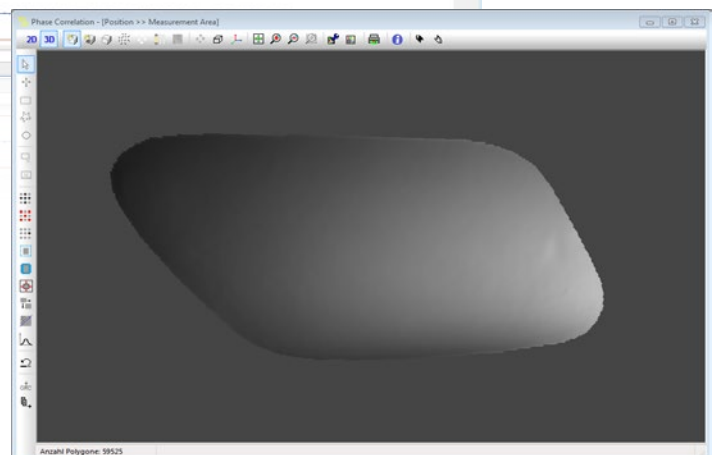 Phase Correlation - [Position >> Measurement Area]
2D 3D
Anzahl Polygone: 59525